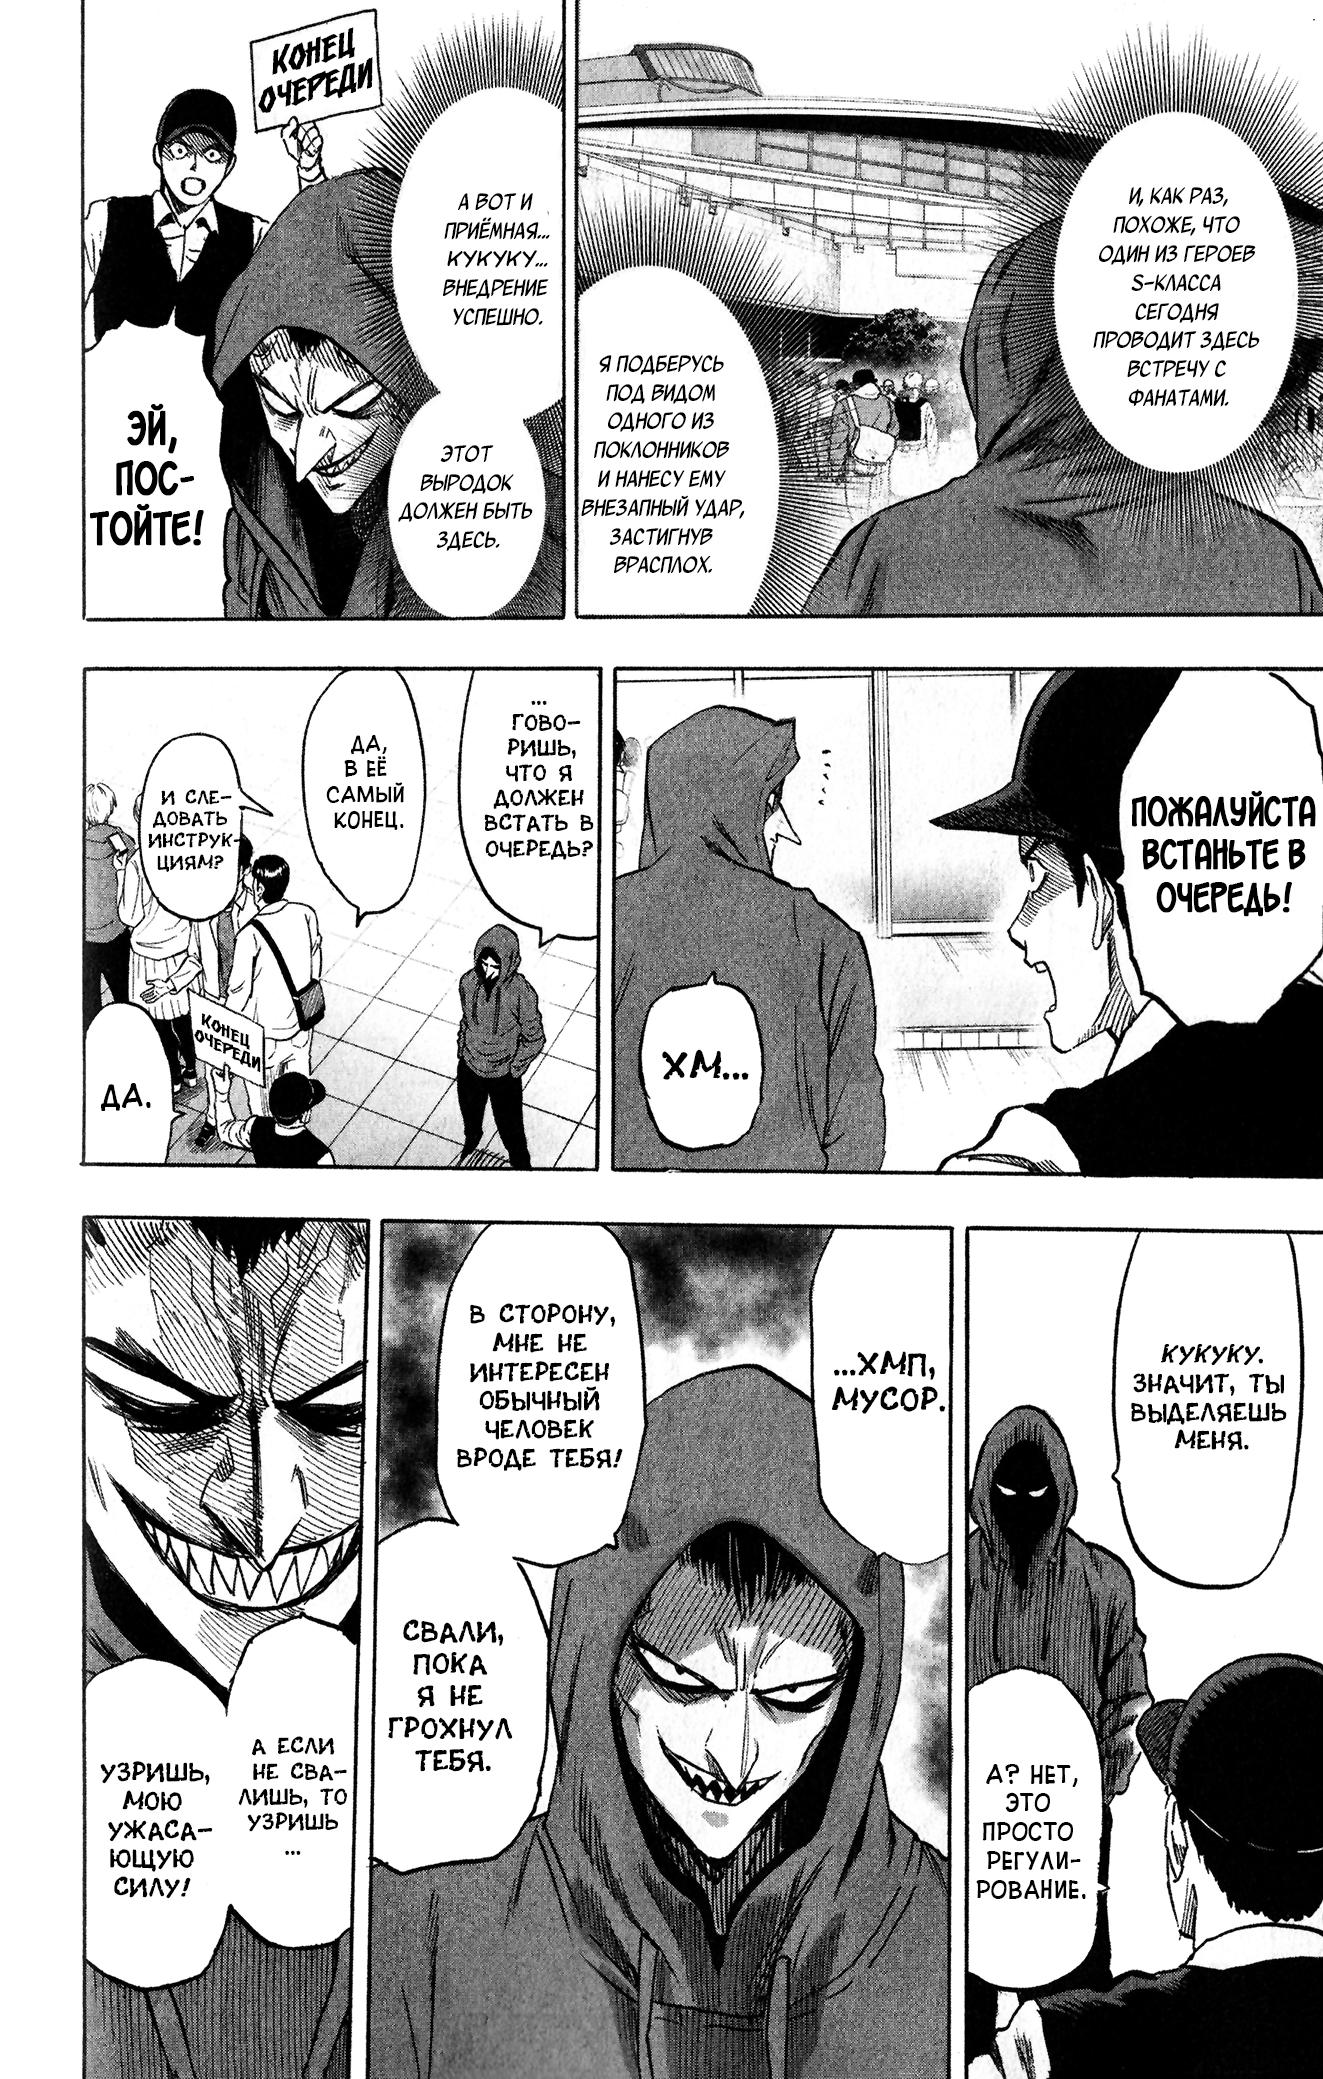 И, КАК РАЗ,
ПОХОЖЕ, ЧТО
ОДИН ИЗ ГЕРОЕВ
S-КЛАССА
СЕГОДНЯ
ПРОВОДИТ ЗДЕСЬ
ВСТРЕЧУ С
ФАНАТАМИ.
Я ПОДБЕРУСЬ
ПОД ВИДОМ
ОДНОГО ИЗ
ПОКЛОННИКОВ
И НАНЕСУ ЕМУ
ВНЕЗАПНЫЙ УДАР,
ЗАСТИГНУВ
ВРАСПЛОХ.
КОНЕЦ
ОЧЕРЕДИ
А ВОТ И
ПРИЁМНАЯ...
КУКУКУ...
ВНЕДРЕНИЕ
УСПЕШНО.
ЭТОТ
ВЫРОДОК
ДОЛЖЕН БЫТЬ
ЗДЕСЬ.
ЭЙ,
ПОС-
ТОЙТЕ!
ПОЖАЛУЙСТА
ВСТАНЬТЕ В
ОЧЕРЕДЬ!
ХМ...
...
ГОВО-
РИШЬ,
ЧТО Я
ДОЛЖЕН
ВСТАТЬ В
ОЧЕРЕДЬ?
ДА,
В ЕЁ
САМЫЙ
КОНЕЦ.
И СЛЕ-
ДОВАТЬ
ИНСТРУК-
ЦИЯМ?
КОНЕЦ
ОЧЕРЕДИ
ДА.
КУКУКУ.
ЗНАЧИТ, ТЫ
ВЫДЕЛЯЕШЬ
МЕНЯ.
А? НЕТ,
ЭТО
ПРОСТО
РЕГУЛИ-
РОВАНИЕ.
...ХМП,
МУСОР.
В СТОРОНУ,
МНЕ НЕ
ИНТЕРЕСЕН
ОБЫЧНЫЙ
ЧЕЛОВЕК
ВРОДЕ ТЕБЯ!
СВАЛИ,
ПОКА
Я НЕ
ГРОХНУЛ
ТЕБЯ.
А ЕСЛИ
НЕ СВА-
ЛИШЬ, ТО
УЗРИШЬ
...
УЗРИШЬ,
МОЮ
УЖАСА-
ЮЩУЮ
СИЛУ!